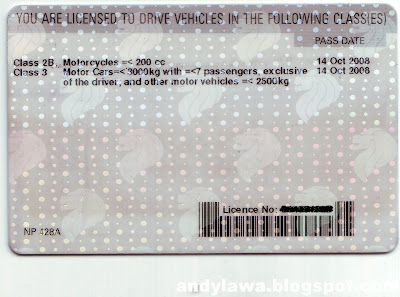 YOU ARE LICENSED TO DRIVE VEHICLES IN THE FOLLOWING CLASS(ES)
PASS DATE
Class 2B, Motorcycles =< 200 cc 14 Oct 2008
Class 3 Motor Cars=<3000kg with =<7 passengers, exclusive 14 Oct 2008
of the driver, and other motor vehicles =< 2500kg
Licence No:
NP 428A
andylawa.blogspot.com